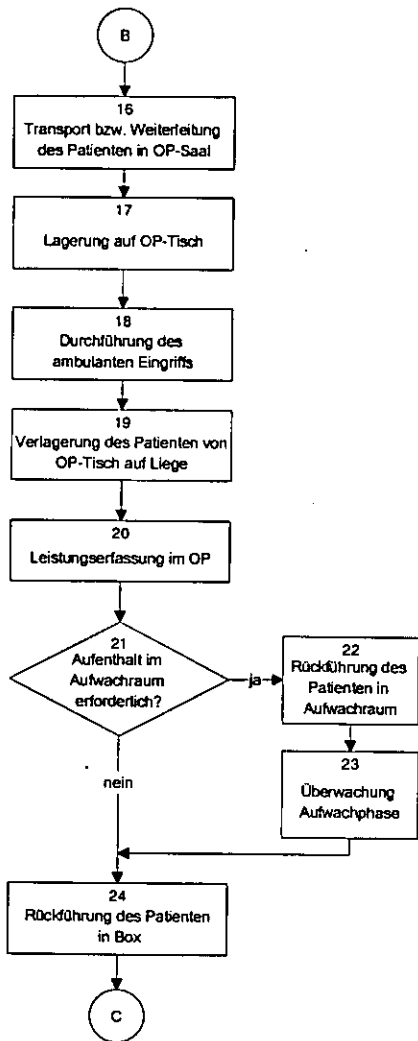 B
16
Transport bzw. Weiterleitung
des Patienten in OP-Saal
17
Lagerung auf OP-Tisch
18
Durchführung des
ambulanten Eingriffs
19
Verlagerung des Patienten von
OP-Tisch auf Liege
20
Leistungserfassung im OP
21
Aufenthalt im
Aufwachraum
erforderlich?
ja
22
Rückführung des
Patienten in
Aufwachraum
23
Überwachung
Aufwachphase
nein
24
Rückführung des Patienten
in Box
C